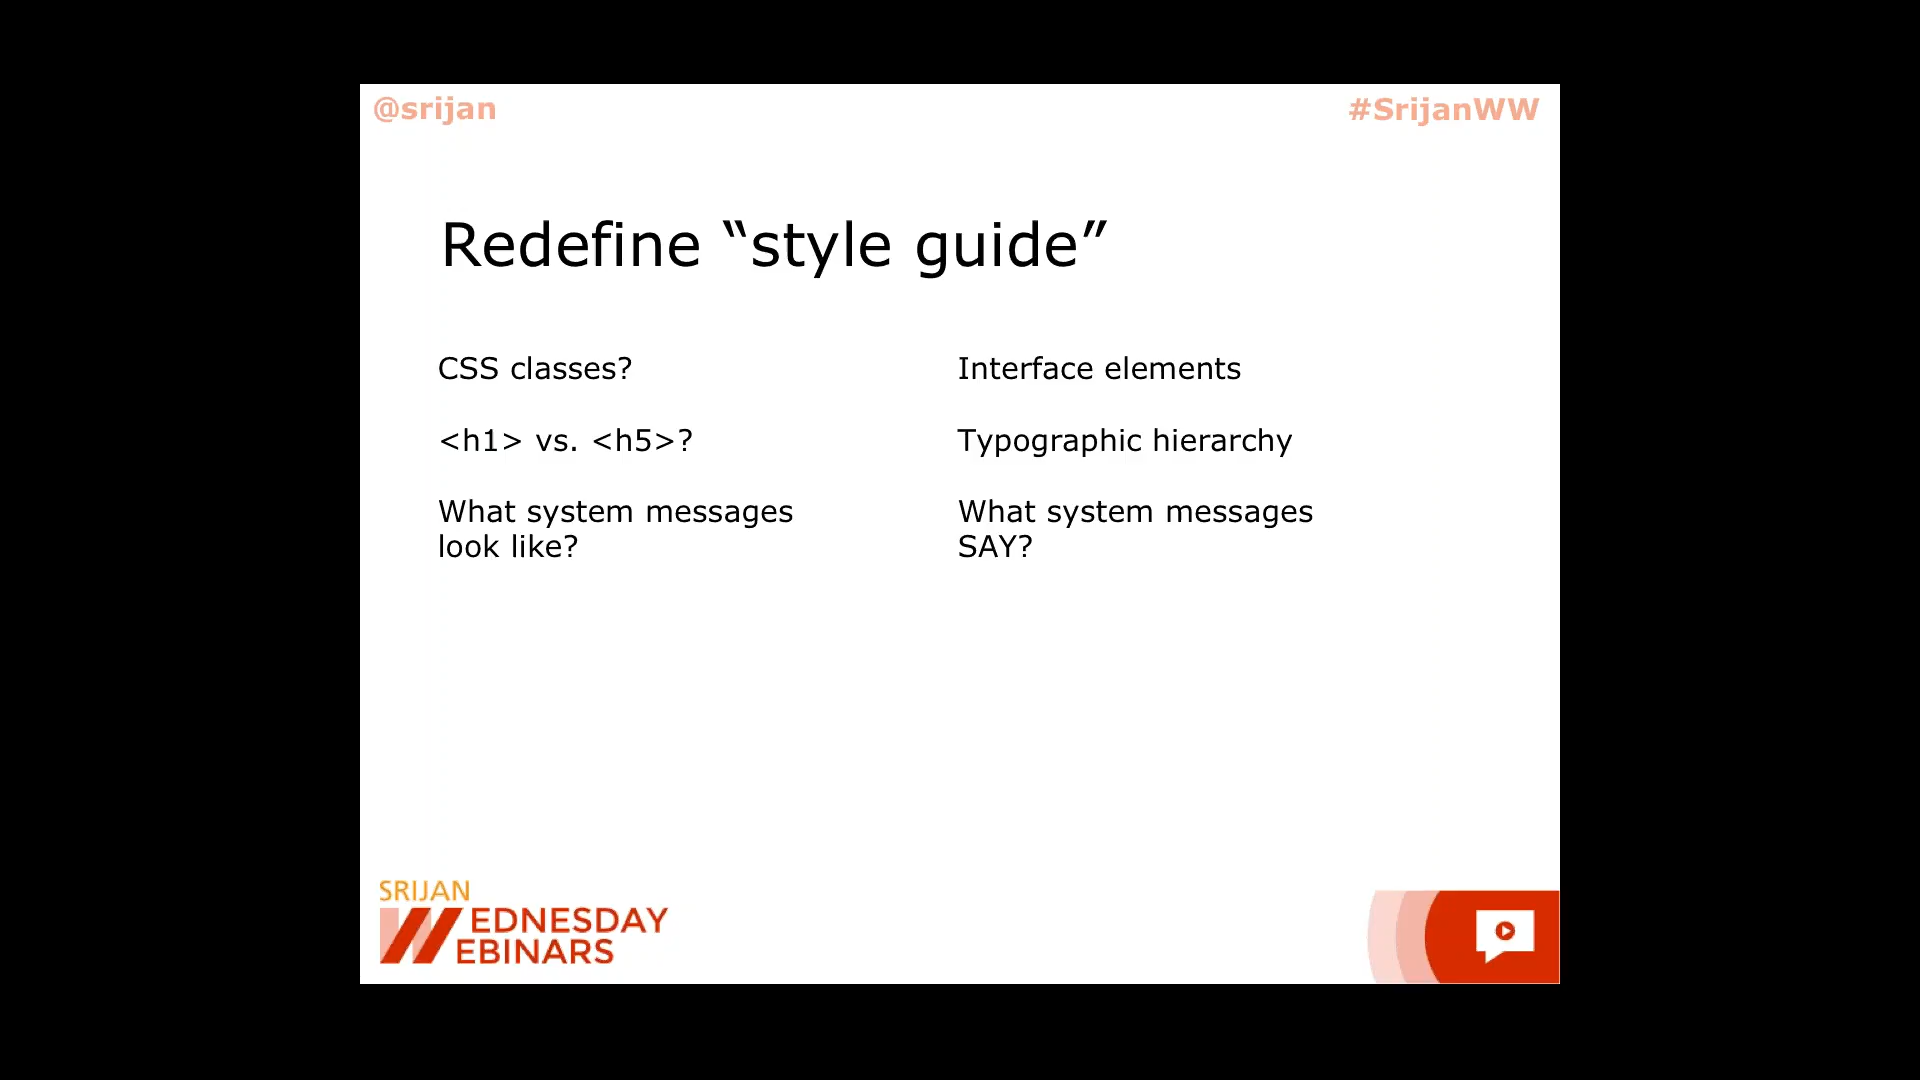 @srijan
#SrijanWW
Redefine “style guide”
CSS classes?
<h1> vs. <h5>?
What system messages
look like?
Interface elements
Typographic hierarchy
What system messages
SAY?
SRIJAN
WEDNESDAY
WEBINARS